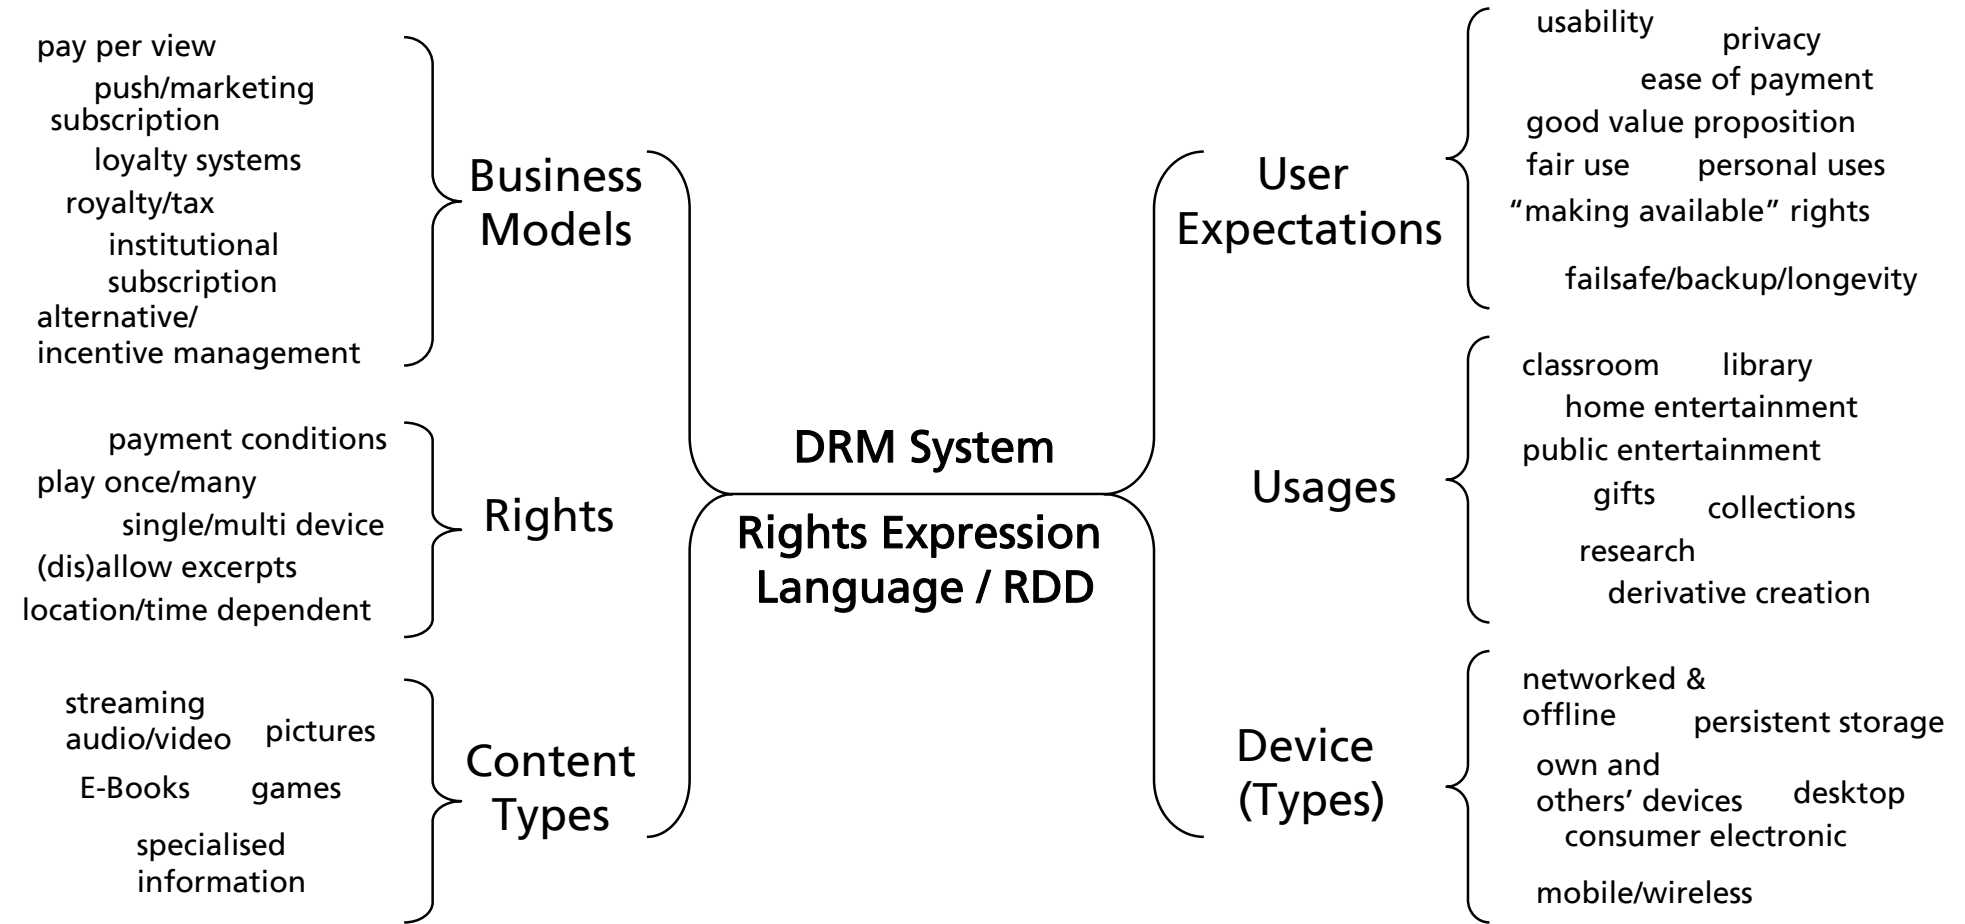 pay per view
push/marketing
subscription
loyalty systems
royalty/tax
institutional
subscription
alternative/
incentive management
Business
Models
payment conditions
play once/many
single/multi device
(dis)allow excerpts
location/time dependent
Rights
streaming
audio/video
pictures
E-Books
games
specialised
information
Content
Types
DRM System
Rights Expression
Language / RDD
User
Expectations
usability
privacy
ease of payment
good value proposition
fair use
personal uses
“making available” rights
failsafe/backup/longevity
Usages
classroom
library
home entertainment
public entertainment
gifts
collections
research
derivative creation
Device
(Types)
networked &
offline
persistent storage
own and
others’ devices
desktop
consumer electronic
mobile/wireless